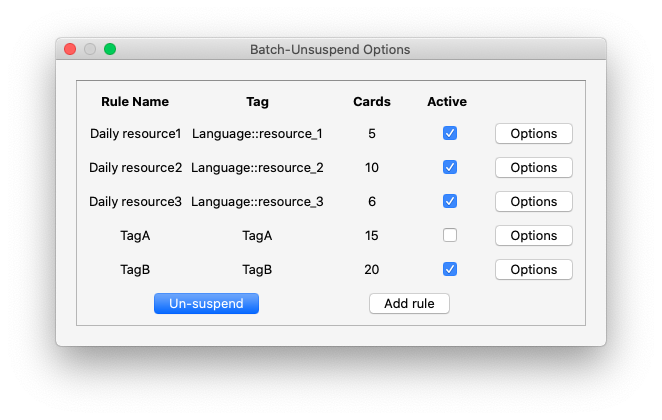 Batch-Unsuspend Options
Rule Name Tag Cards Active
Daily resource1 Language::resource_1 5 Options
Daily resource2 Language::resource_2 10 Options
Daily resource3 Language::resource_3 6 Options
TagA TagA 15 Options
TagB TagB 20 Options
Un-suspend Add rule